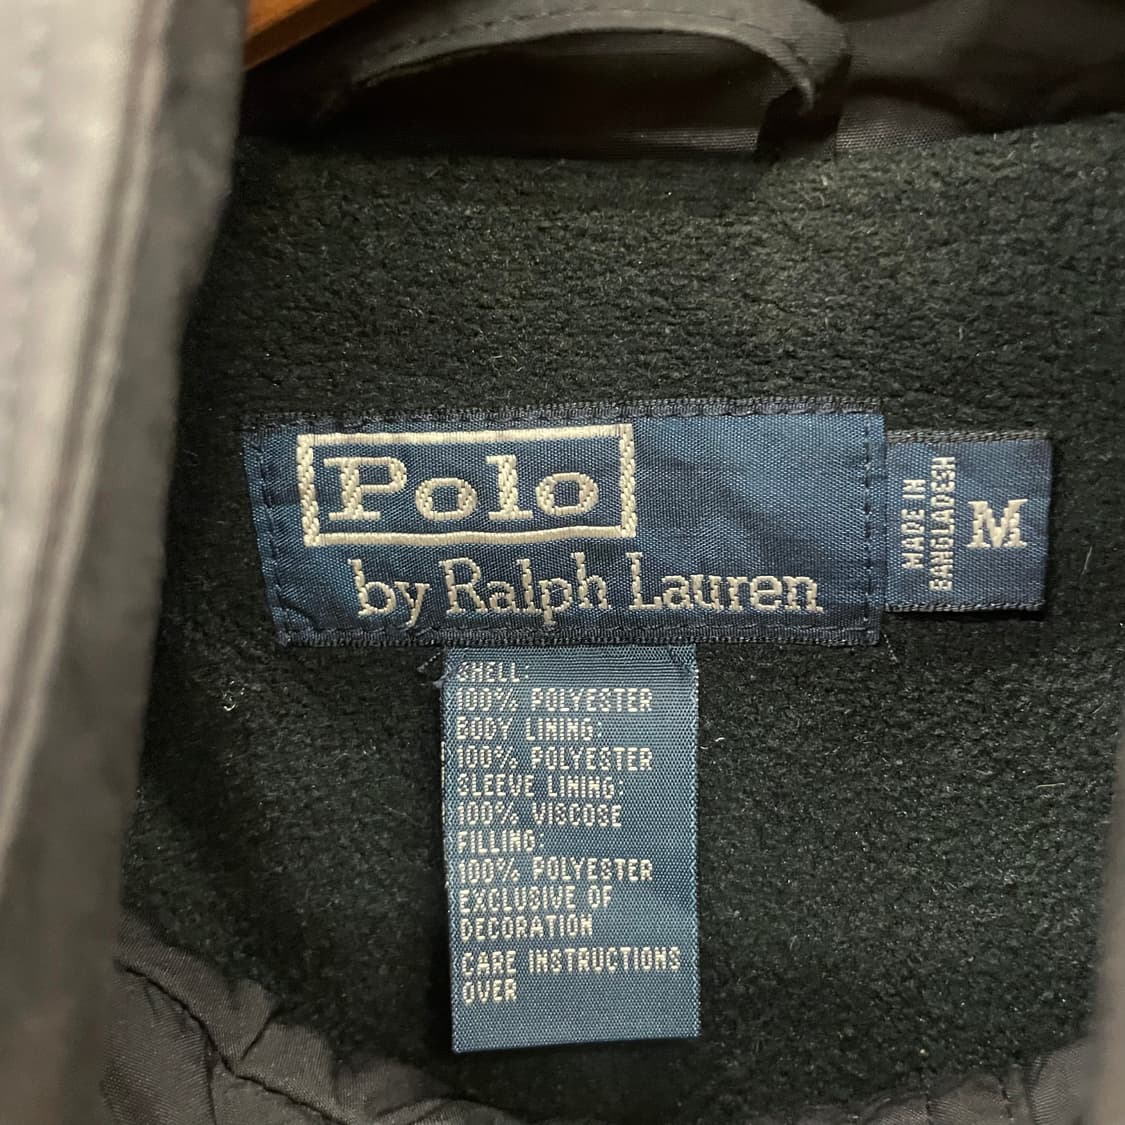 Polo
by Ralph Lauren
MADE IN
BANGLADESH
M
SHELL:
100% POLYESTER
BODY LINING:
100% POLYESTER
SLEEVE LINING:
100% VISCOSE
FILLING:
100% POLYESTER
EXCLUSIVE OF
DECORATION
CARE INSTRUCTIONS
OVER